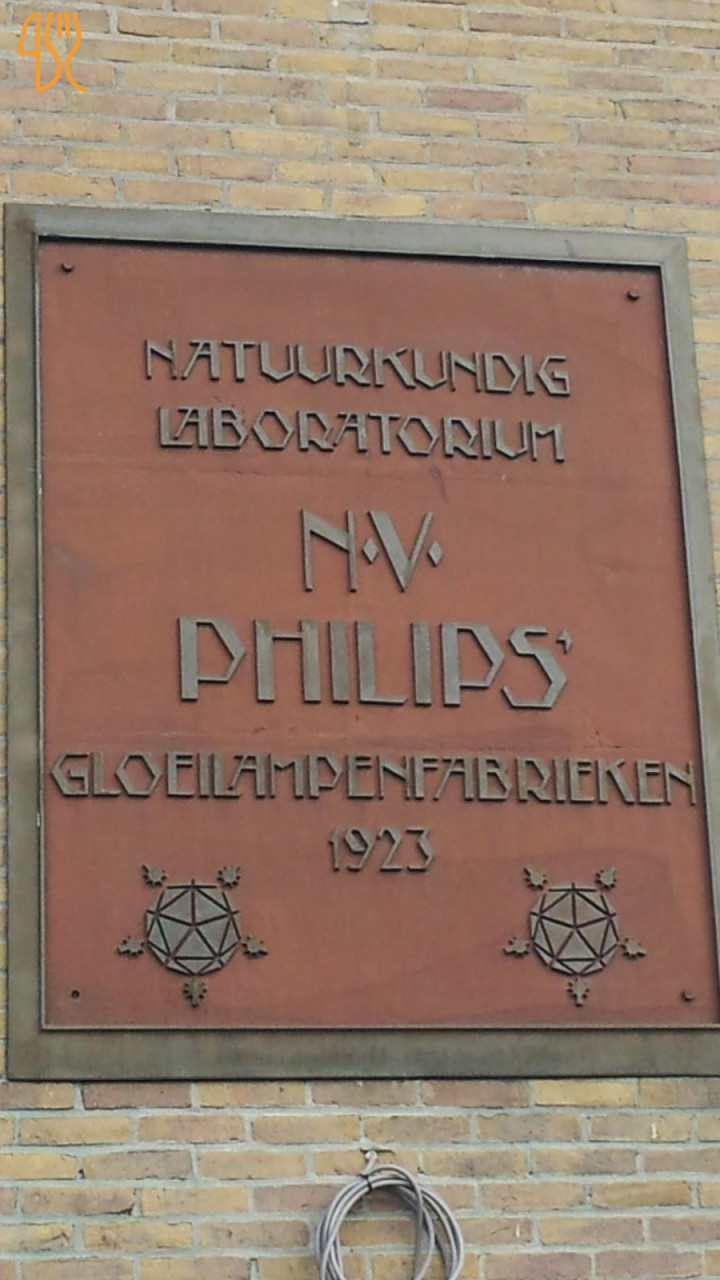 NATUURKUNDIG
LABORATORIUM
N·V·
PHILIPS'
GLOEILAMPENFABRIEKEN
1923